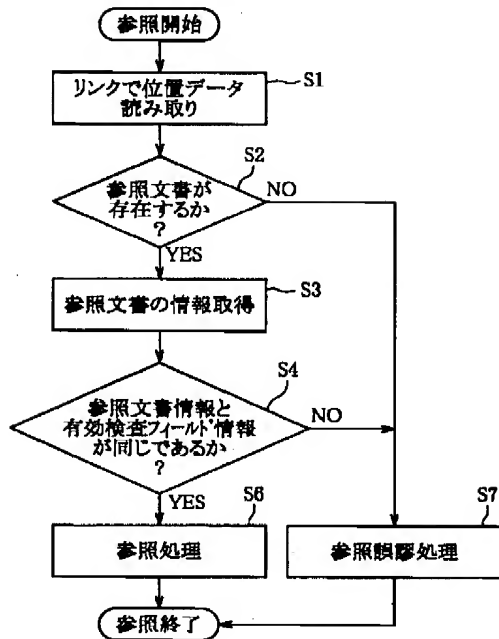 参照開始
リンクで位置データ
読み取り
S1
参照文書が
存在するか
?
S2
NO
YES
参照文書の情報取得
S3
参照文書情報と
有効検査フィールド情報
が同じであるか
?
S4
NO
YES
参照処理
S6
参照誤謬処理
S7
参照終了